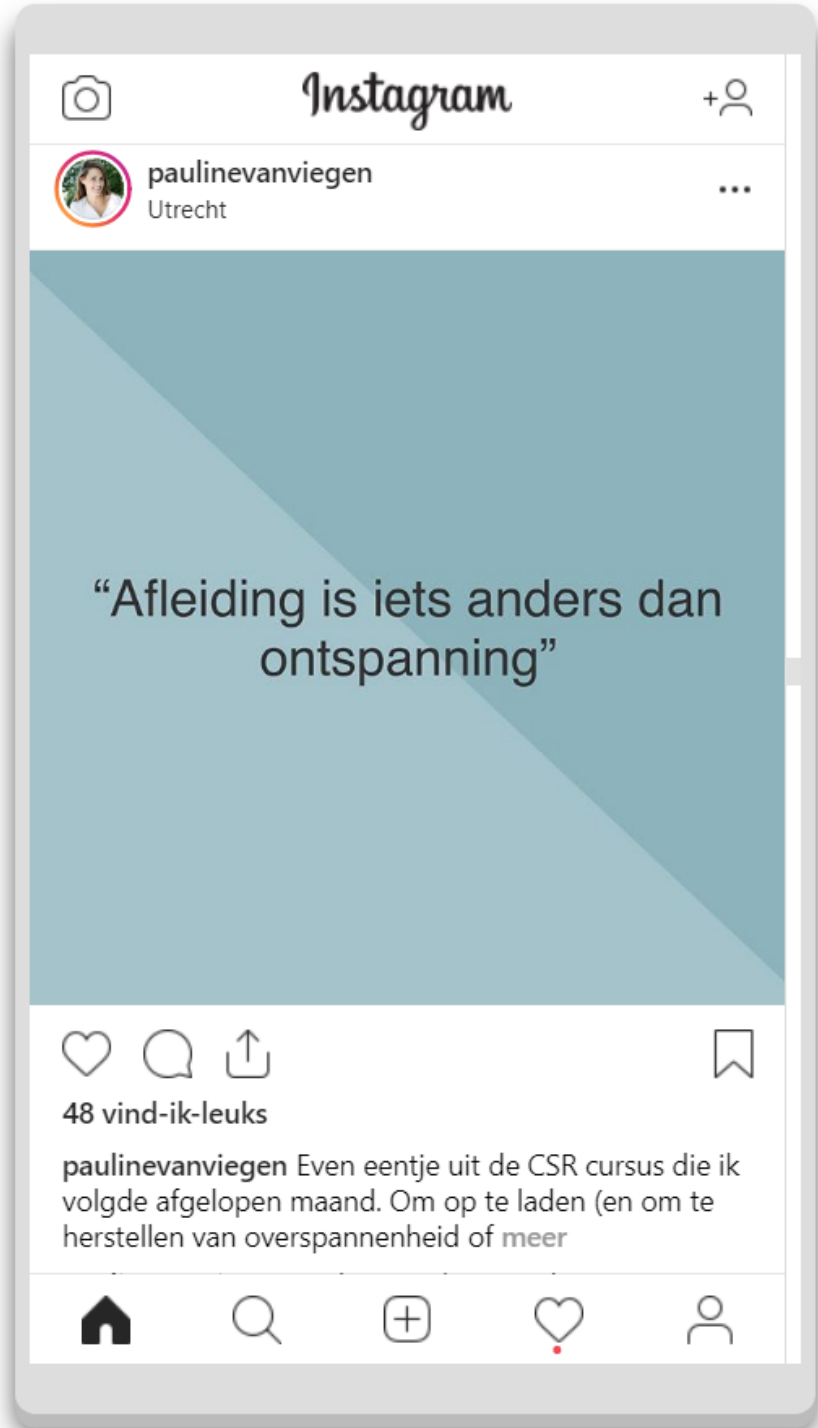 Instagram
paulinevanviegen
Utrecht
“Afleiding is iets anders dan
ontspanning”
48 vind-ik-leuks
paulinevanviegen Even eentje uit de CSR cursus die ik
volgde afgelopen maand. Om op te laden (en om te
herstellen van overspannenheid of meer